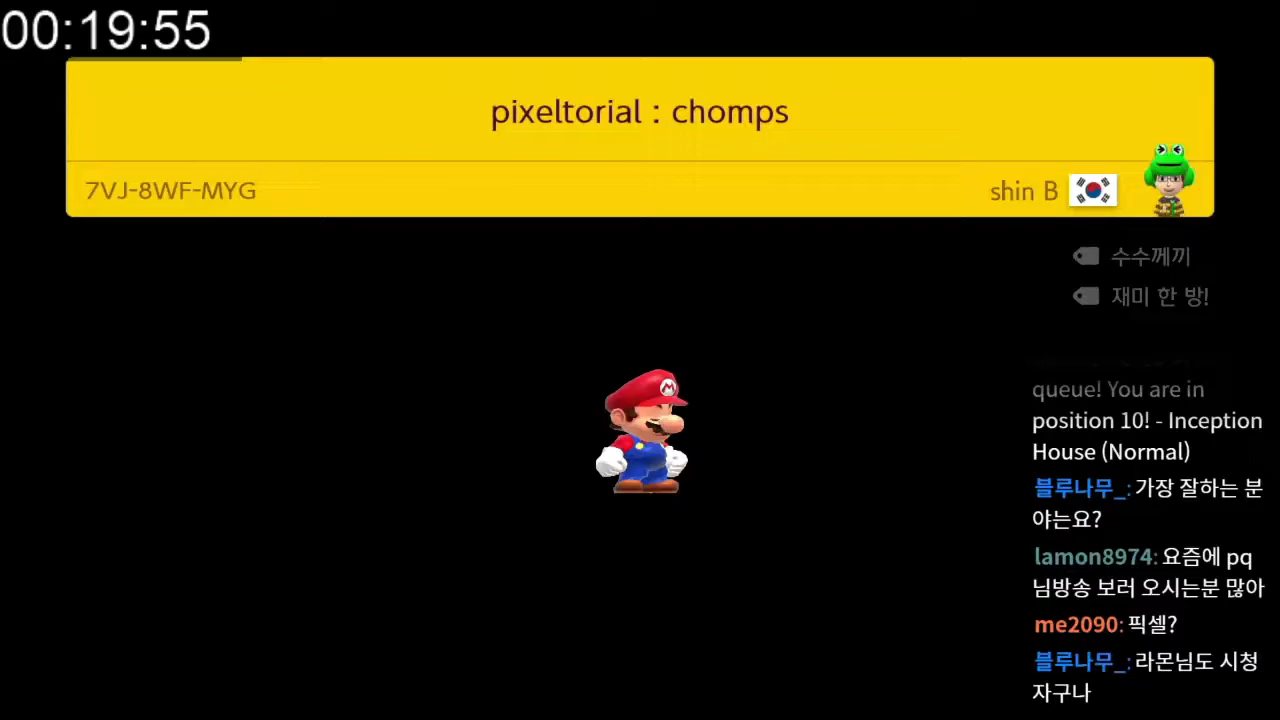 00:19:55
pixeltorial : chomps
7VJ-8WF-MYG
shin B
수수께끼
재미 한 방!
queue! You are in
position 10! - Inception
House (Normal)
블루나무_: 가장 잘하는 분
야는요?
lamon8974: 요즘에 pq
님방송 보러 오시는분 많아
me2090: 픽셀?
블루나무_: 라몬님도 시청
자구나